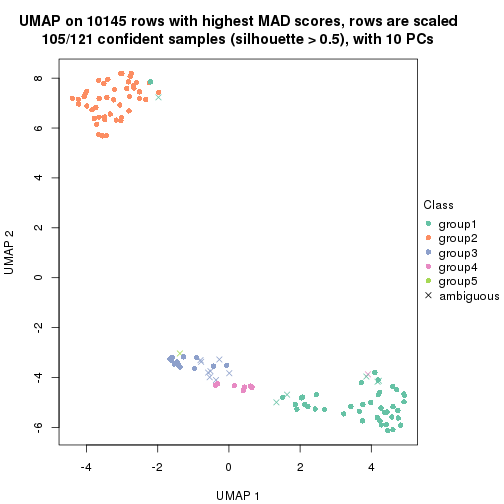 UMAP on 10145 rows with highest MAD scores, rows are scaled
105/121 confident samples (silhouette > 0.5), with 10 PCs
8
6
4
2
0
-2
-4
-6
UMAP 2
-4
-2
0
2
4
UMAP 1
Class
group1
group2
group3
group4
group5
ambiguous